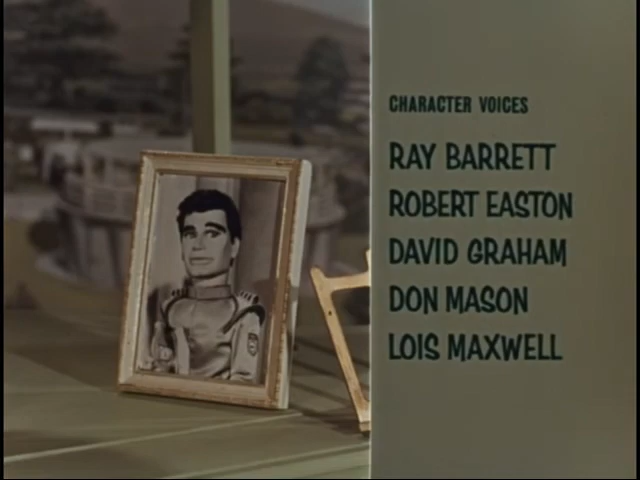 CHARACTER VOICES
RAY BARRETT
ROBERT EASTON
DAVID GRAHAM
DON MASON
LOIS MAXWELL